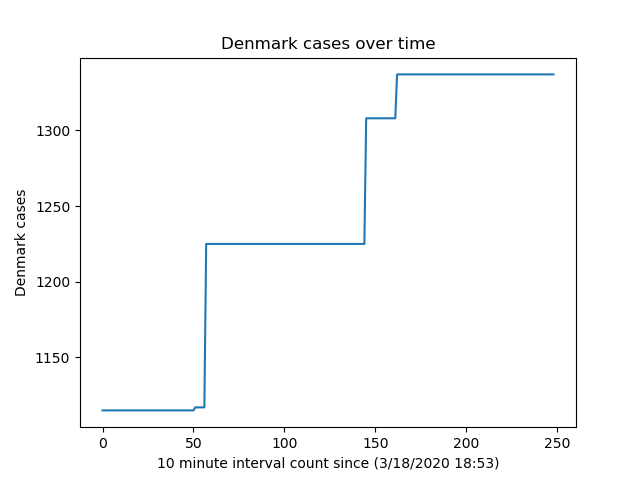 Denmark cases over time
1300
1250
1200
1150
Denmark cases
0 50 100 150 200 250
10 minute interval count since (3/18/2020 18:53)